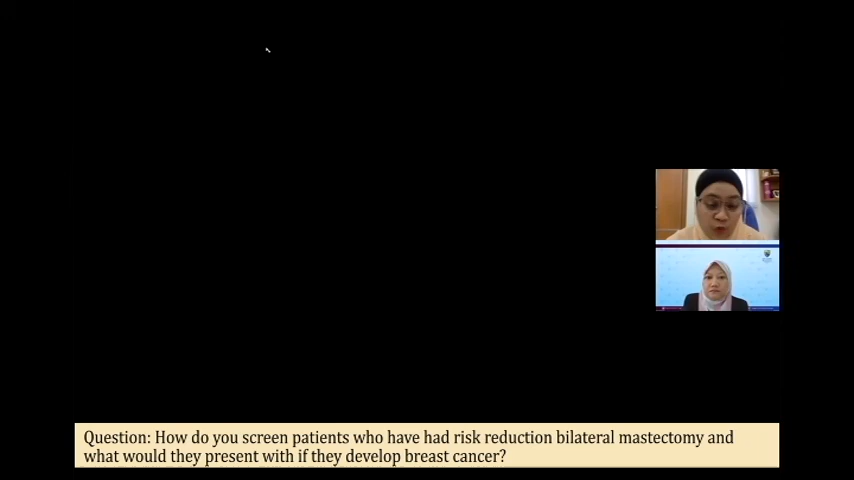 Question: How do you screen patients who have had risk reduction bilateral mastectomy and
what would they present with if they develop breast cancer?